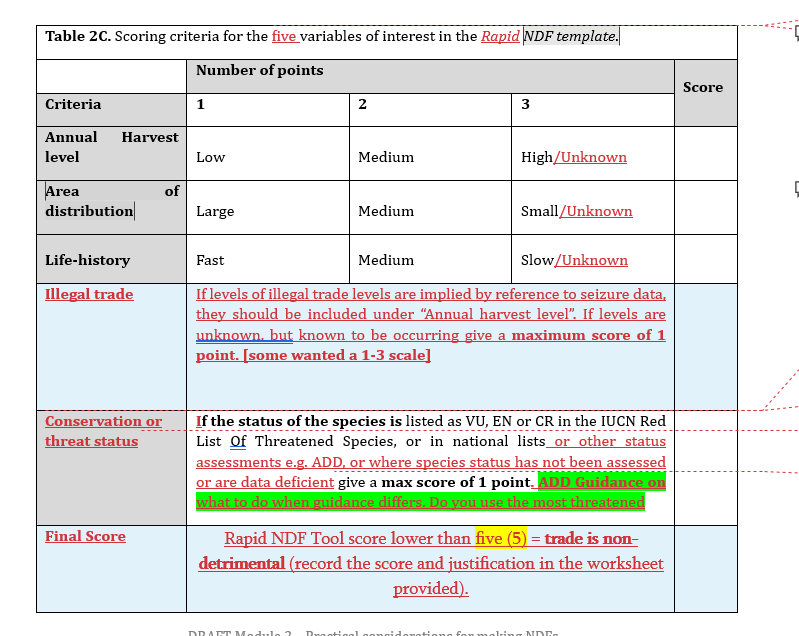 Table 2C. Scoring criteria for the five variables of interest in the Rapid NDF template.
Number of points
Score
Criteria
1
2
3
Annual Harvest
level
Low
Medium
High/Unknown
Area of
distribution
Large
Medium
Small/Unknown
Life-history
Fast
Medium
Slow/Unknown
Illegal trade
If levels of illegal trade levels are implied by reference to seizure data,
they should be included under “Annual harvest level”. If levels are
unknown, but known to be occurring give a maximum score of 1
point. [some wanted a 1-3 scale]
Conservation or
threat status
If the status of the species is listed as VU, EN or CR in the IUCN Red
List Of Threatened Species, or in national lists or other status
assessments e.g. ADD, or where species status has not been assessed
or are data deficient give a max score of 1 point. ADD Guidance on
what to do when guidance differs. Do you use the most threatened
Final Score
Rapid NDF Tool score lower than five (5) = trade is non-
detrimental (record the score and justification in the worksheet
provided).
DRAFT Module 2 – Practical considerations for making NDFs